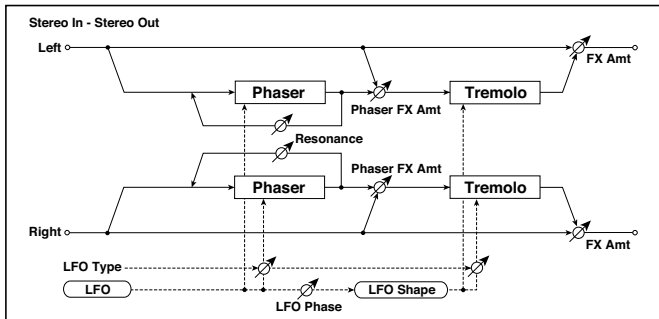 Stereo In - Stereo Out
Left
FX Amt
Phaser
Tremolo
Phaser FX Amt
Resonance
Phaser FX Amt
Phaser
Tremolo
Right
FX Amt
LFO Type
LFO
LFO Phase
LFO Shape